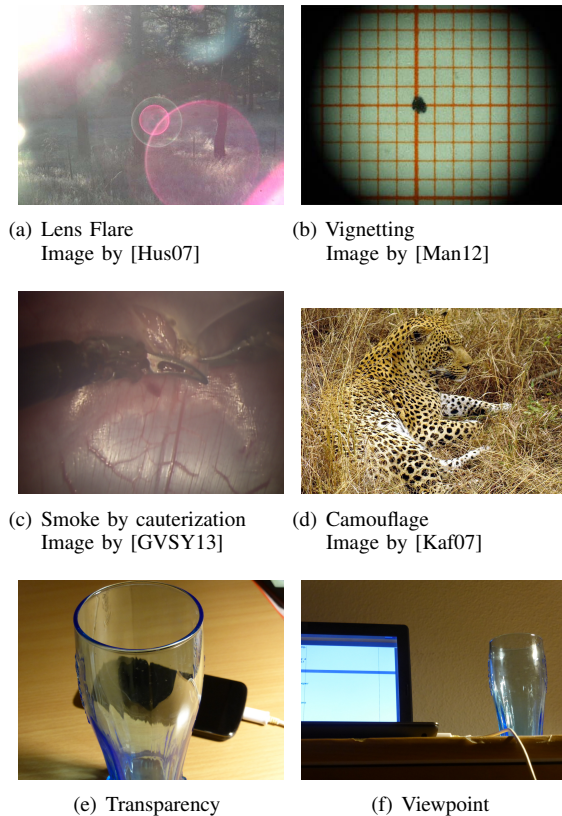 (a) Lens Flare
Image by [Hus07]
(b) Vignetting
Image by [Man12]
(c) Smoke by cauterization
Image by [GVSY13]
(d) Camouflage
Image by [Kaf07]
(e) Transparency
(f) Viewpoint